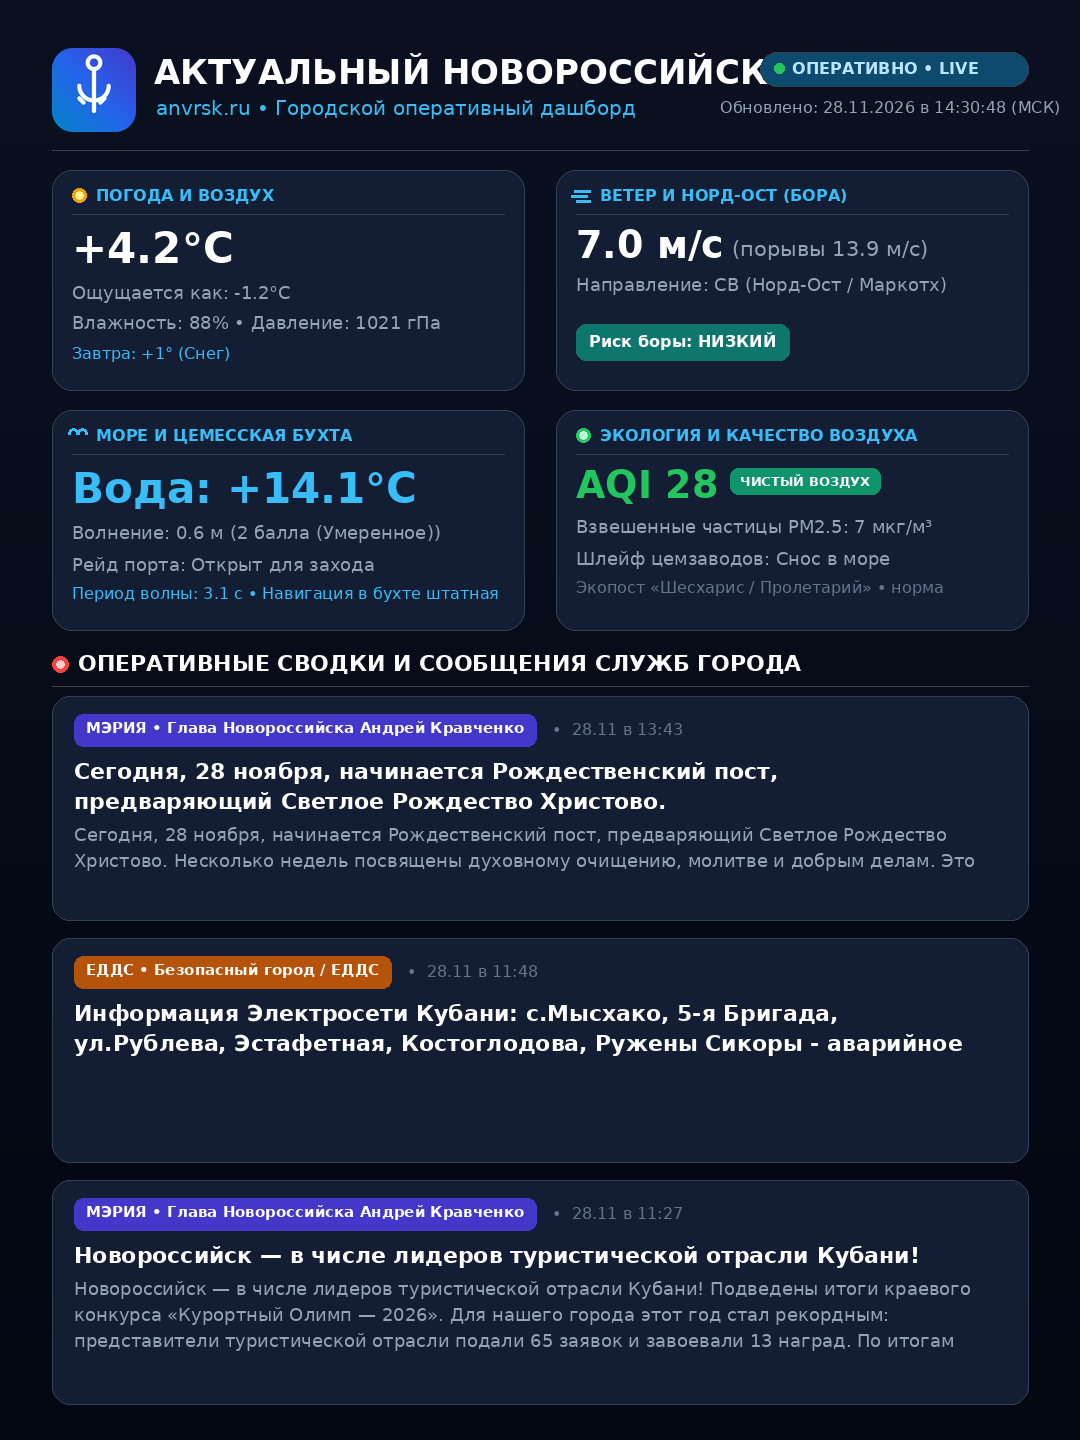 АКТУАЛЬНЫЙ НОВОРОССИЙСК
ОПЕРАТИВНО • LIVE
anvrsk.ru • Городской оперативный дашборд
Обновлено: 28.11.2026 в 14:30:48 (МСК)
ПОГОДА И ВОЗДУХ
+4.2°C
Ощущается как: -1.2°C
Влажность: 88% • Давление: 1021 гПа
Завтра: +1° (Снег)
ВЕТЕР И НОРД-ОСТ (БОРА)
7.0 м/с (порывы 13.9 м/с)
Направление: СВ (Норд-Ост / Маркотх)
Риск боры: НИЗКИЙ
МОРЕ И ЦЕМЕССКАЯ БУХТА
Вода: +14.1°C
Волнение: 0.6 м (2 балла (Умеренное))
Рейд порта: Открыт для захода
Период волны: 3.1 с • Навигация в бухте штатная
ЭКОЛОГИЯ И КАЧЕСТВО ВОЗДУХА
AQI 28 ЧИСТЫЙ ВОЗДУХ
Взвешенные частицы PM2.5: 7 мкг/м³
Шлейф цемзаводов: Снос в море
Экопост «Шесхарис / Пролетарий» • норма
ОПЕРАТИВНЫЕ СВОДКИ И СООБЩЕНИЯ СЛУЖБ ГОРОДА
МЭРИЯ • Глава Новороссийска Андрей Кравченко • 28.11 в 13:43
Сегодня, 28 ноября, начинается Рождественский пост,
предваряющий Светлое Рождество Христово.
Сегодня, 28 ноября, начинается Рождественский пост, предваряющий Светлое Рождество
Христово. Несколько недель посвящены духовному очищению, молитве и добрым делам. Это
ЕДДС • Безопасный город / ЕДДС • 28.11 в 11:48
Информация Электросети Кубани: с.Мысхако, 5-я Бригада,
ул.Рублева, Эстафетная, Костоглодова, Ружены Сикоры - аварийное
МЭРИЯ • Глава Новороссийска Андрей Кравченко • 28.11 в 11:27
Новороссийск — в числе лидеров туристической отрасли Кубани!
Новороссийск — в числе лидеров туристической отрасли Кубани! Подведены итоги краевого
конкурса «Курортный Олимп — 2026». Для нашего города этот год стал рекордным:
представители туристической отрасли подали 65 заявок и завоевали 13 наград. По итогам